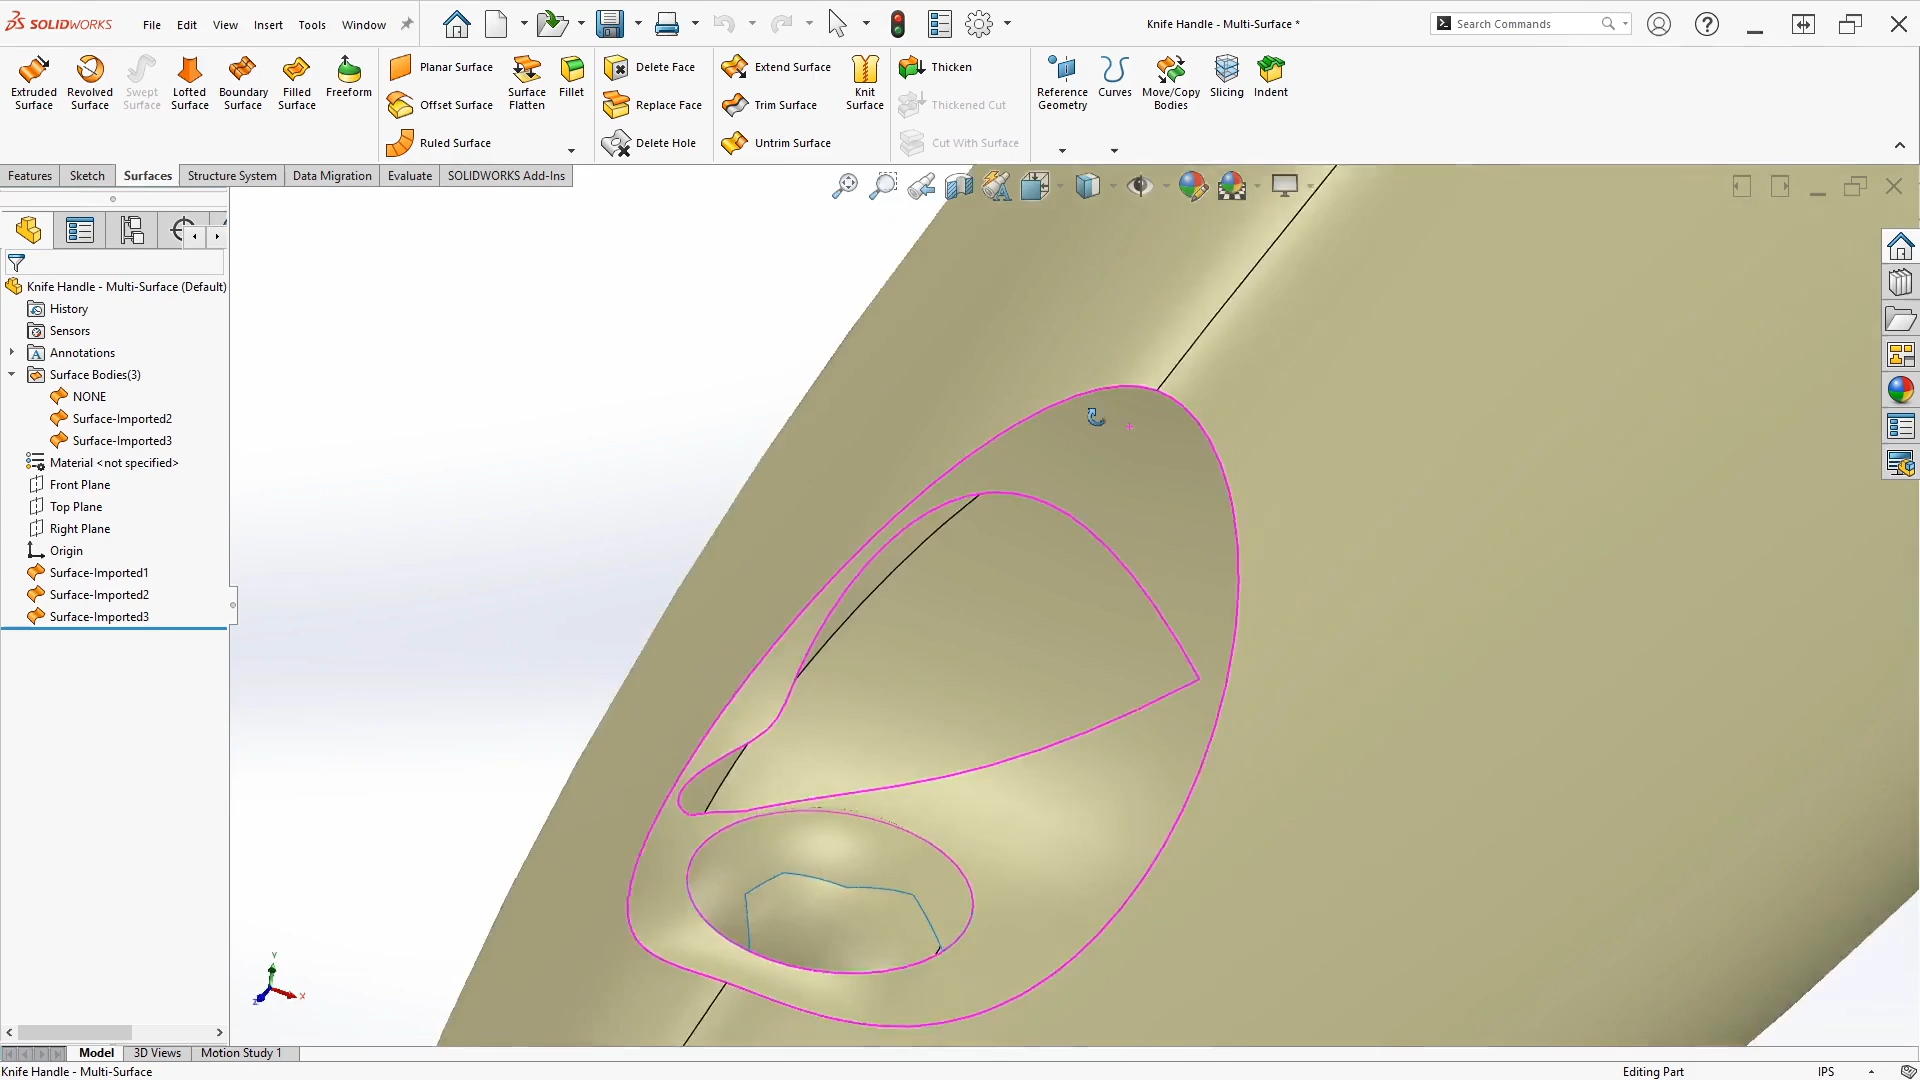 SOLIDWORKS
File Edit View Insert Tools Window
Knife Handle - Multi-Surface *
Search Commands
Extruded Surface
Revolved Surface
Swept Surface
Lofted Surface
Boundary Surface
Filled Surface
Freeform
Planar Surface
Offset Surface
Ruled Surface
Surface Flatten
Fillet
Delete Face
Replace Face
Delete Hole
Extend Surface
Trim Surface
Untrim Surface
Knit Surface
Thicken
Thickened Cut
Cut With Surface
Reference Geometry
Curves
Move/Copy Bodies
Slicing
Indent
Features Sketch Surfaces Structure System Data Migration Evaluate SOLIDWORKS Add-Ins
Knife Handle - Multi-Surface (Default)
History
Sensors
Annotations
Surface Bodies(3)
NONE
Surface-Imported2
Surface-Imported3
Material <not specified>
Front Plane
Top Plane
Right Plane
Origin
Surface-Imported1
Surface-Imported2
Surface-Imported3
Y
X
Z
Model 3D Views Motion Study 1
Knife Handle - Multi-Surface
Editing Part
IPS